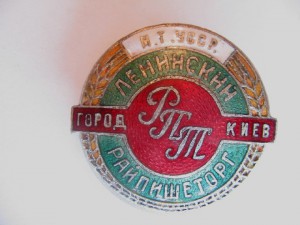 Н.Т. УССР.
ЛЕНИНСКИЙ
ГОРОД РПТ КИЕВ
РАЙПИЩЕТОРГ